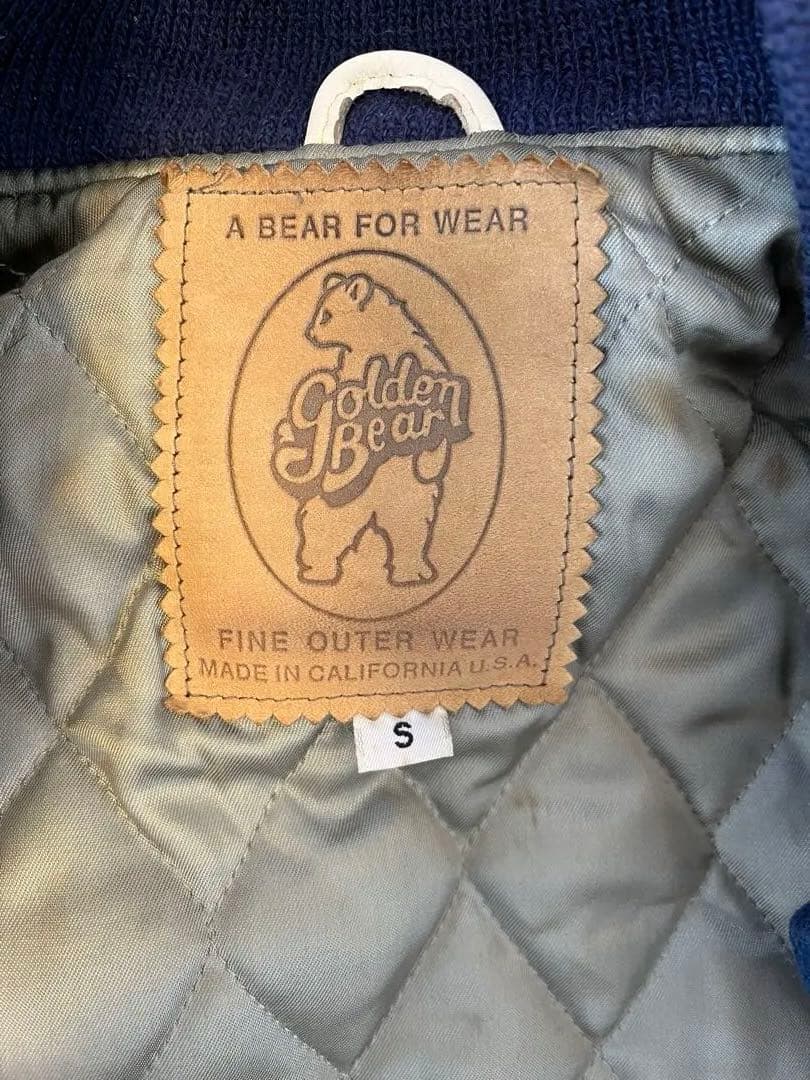 A BEAR FOR WEAR
Golden
Bear
FINE OUTER WEAR
MADE IN CALIFORNIA U.S.A.
S